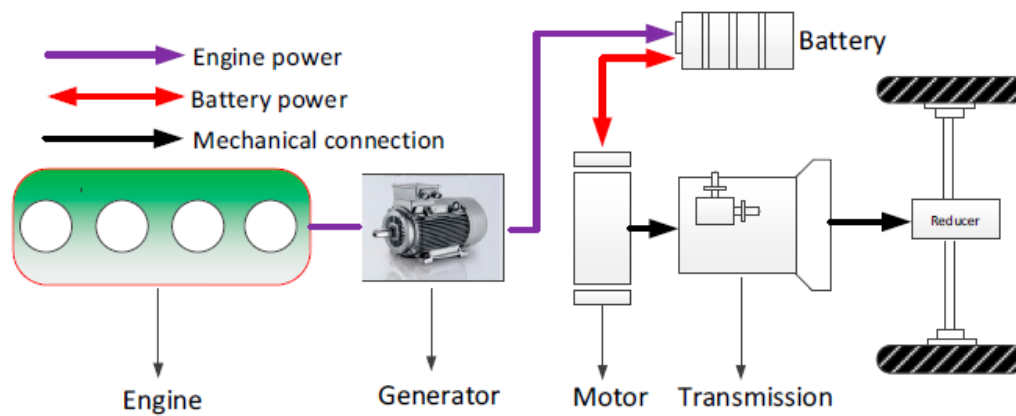 Engine power
Battery power
Mechanical connection
Battery
Reducer
Engine
Generator
Motor
Transmission